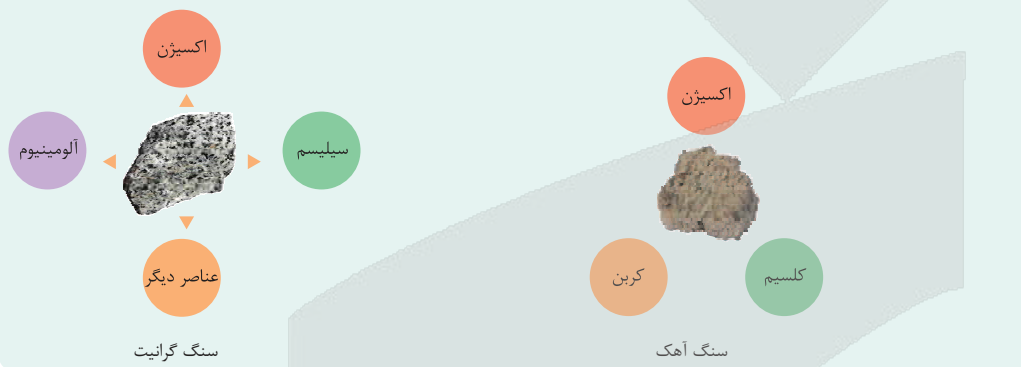 اکسیژن
کلسیم
کربن
سنگ آهک
اکسیژن
سیلیسم
آلومینیوم
عناصر دیگر
سنگ گرانیت